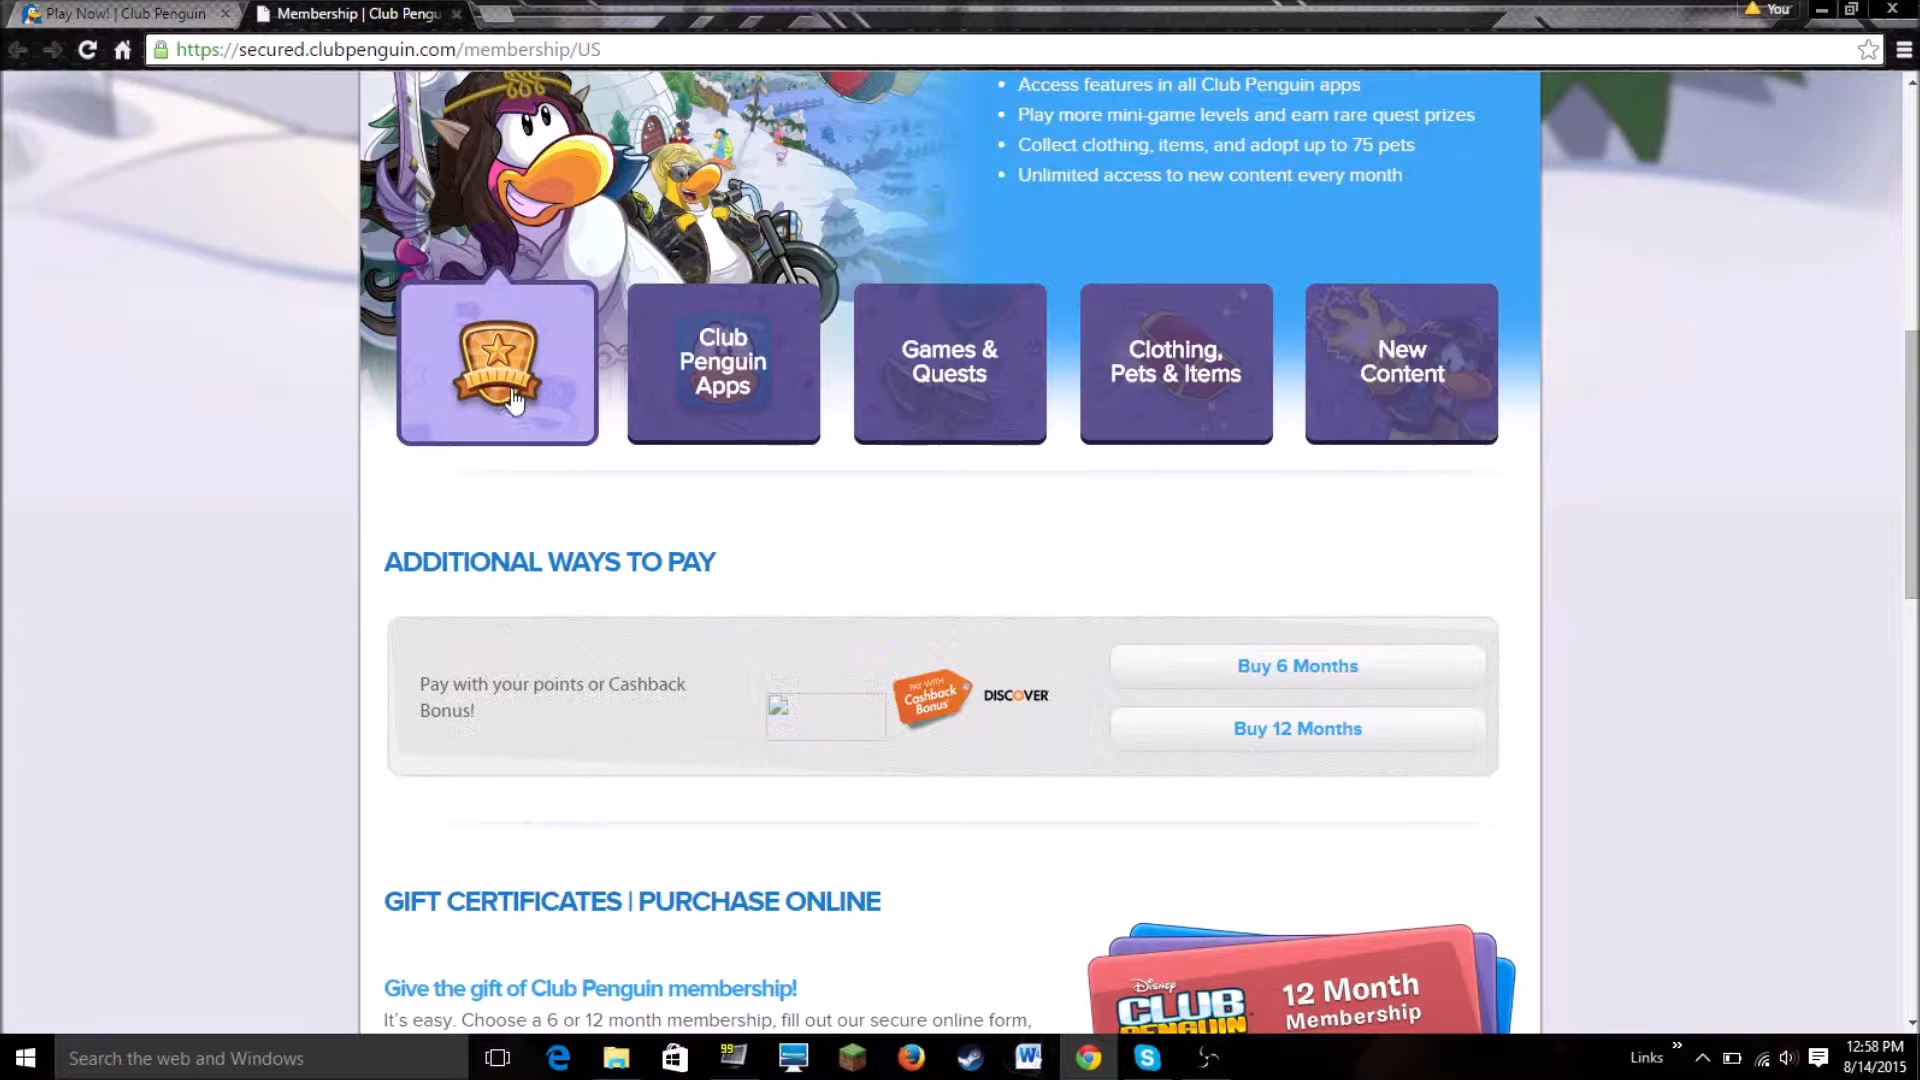 Play Now! | Club Penguin
Membership | Club Pengu
You
https://secured.clubpenguin.com/membership/US
Access features in all Club Penguin apps
Play more mini-game levels and earn rare quest prizes
Collect clothing, items, and adopt up to 75 pets
Unlimited access to new content every month
Club
Penguin
Apps
Games &
Quests
Clothing,
Pets & Items
New
Content
ADDITIONAL WAYS TO PAY
Pay with your points or Cashback
Bonus!
PAY WITH
Cashback
Bonus
DISCOVER
Buy 6 Months
Buy 12 Months
GIFT CERTIFICATES | PURCHASE ONLINE
Give the gift of Club Penguin membership!
It's easy. Choose a 6 or 12 month membership, fill out our secure online form,
Disney
CLUB
PENGUIN
12 Month
Membership
Search the web and Windows
99
Links
12:58 PM
8/14/2015